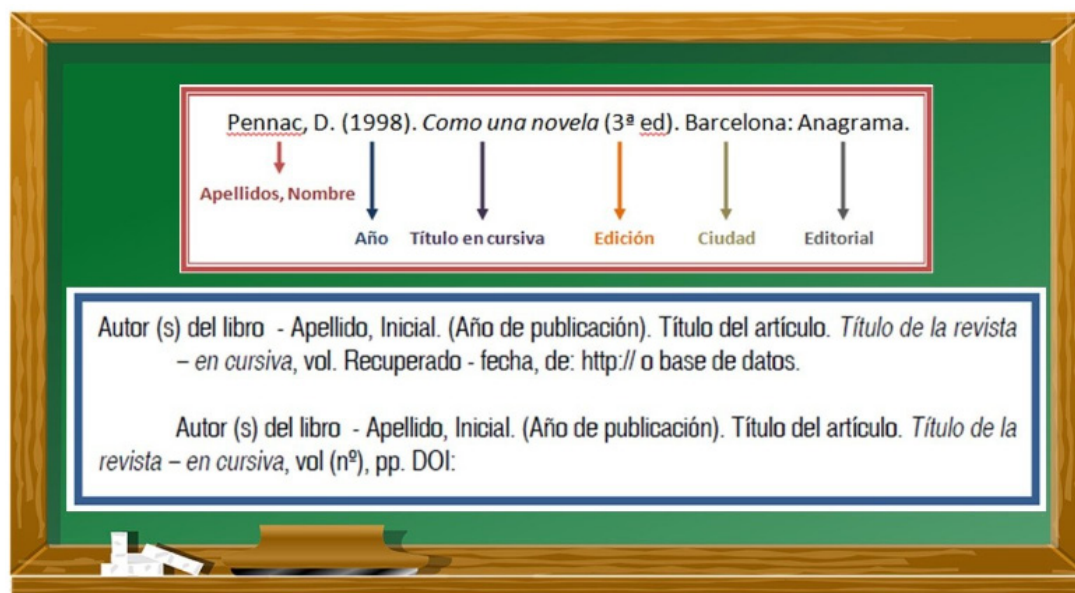 Pennac, D. (1998). Como una novela (3ª ed). Barcelona: Anagrama.
Apellidos, Nombre
Año Título en cursiva Edición Ciudad Editorial
Autor (s) del libro - Apellido, Inicial. (Año de publicación). Título del artículo. Título de la revista
– en cursiva, vol. Recuperado - fecha, de: http:// o base de datos.
Autor (s) del libro - Apellido, Inicial. (Año de publicación). Título del artículo. Título de la
revista – en cursiva, vol (nº), pp. DOI: